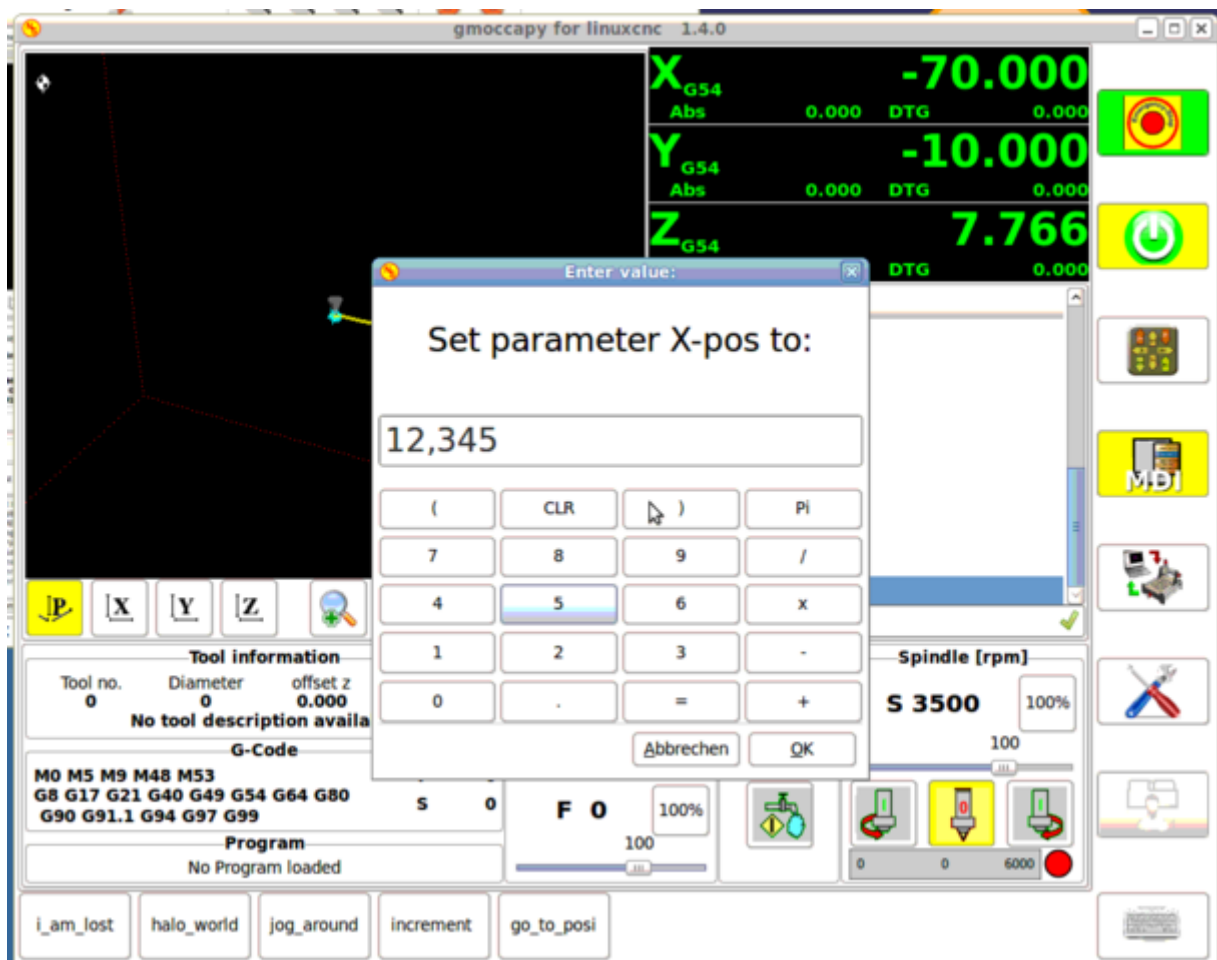 gmoccapy for linuxcnc 1.4.0
X G54 -70.000
Abs 0.000 DTG 0.000
Y G54 -10.000
Abs 0.000 DTG 0.000
Z G54 7.766
DTG 0.000
Enter value:
Set parameter X-pos to:
12,345
( CLR ) Pi
7 8 9 /
4 5 6 x
1 2 3 -
0 . = +
Abbrechen OK
MDI
P X Y Z
Tool information
Tool no. Diameter offset z
0 0 0.000
No tool description availa
G-Code
M0 M5 M9 M48 M53
G8 G17 G21 G40 G49 G54 G64 G80
G90 G91.1 G94 G97 G99
Program
No Program loaded
S 0
F 0 100%
100
Spindle [rpm]
S 3500 100%
100
0 0 6000
i_am_lost halo_world jog_around increment go_to_posi